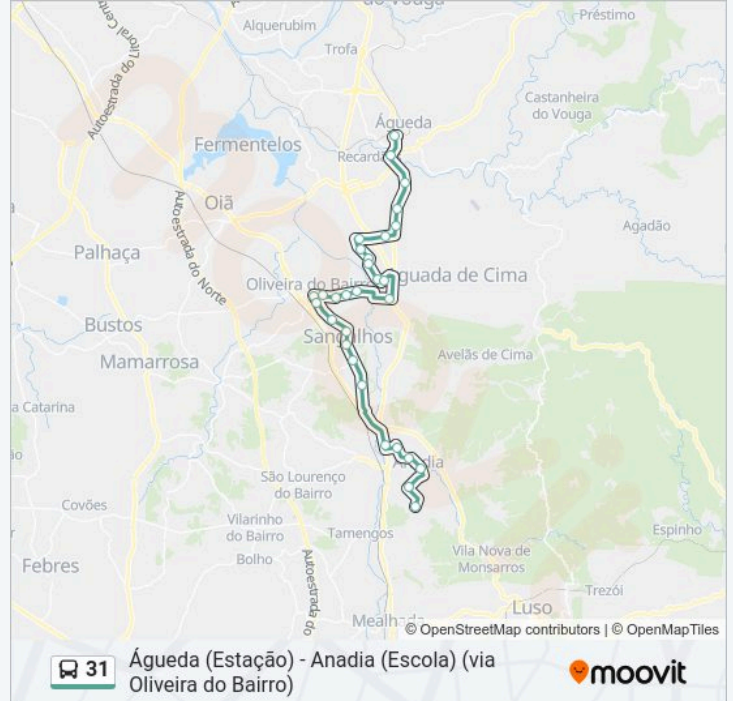 do Vouga
Préstimo
Alquerubim
Autoestrada do Litoral Centro
Trofa
Castanheira
do Vouga
Águeda
Fermentelos
Recardã
Oiã
Agadão
Autoestrada do Norte
Palhaça
Oliveira do Bairro
guada de Cima
Bustos
Sangalhos
Avelãs de Cima
Mamarrosa
a Catarina
Anadia
São Lourenço
do Bairro
Covões
Vilarinho
do Bairro
Tamengos
Espinho
Bolho
Vila Nova de
Monsarros
Febres
Autoestrada do
Trezói
Luso
Mealhada
© OpenStreetMap contributors | © OpenMapTiles
31
Águeda (Estação) - Anadia (Escola) (via
Oliveira do Bairro)
moovit